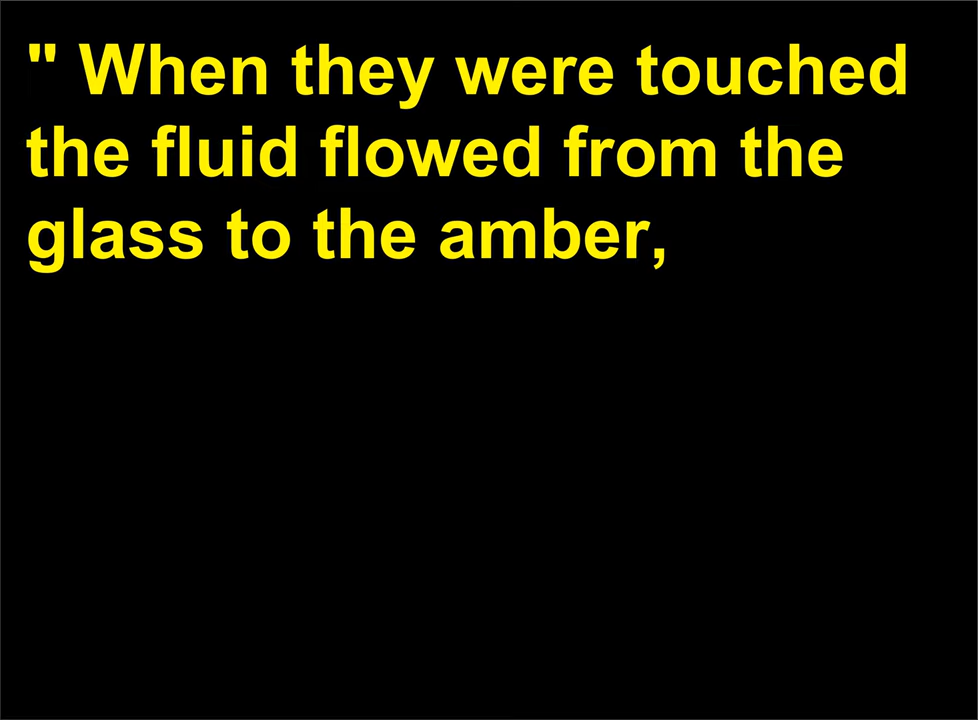 " When they were touched
the fluid flowed from the
glass to the amber,